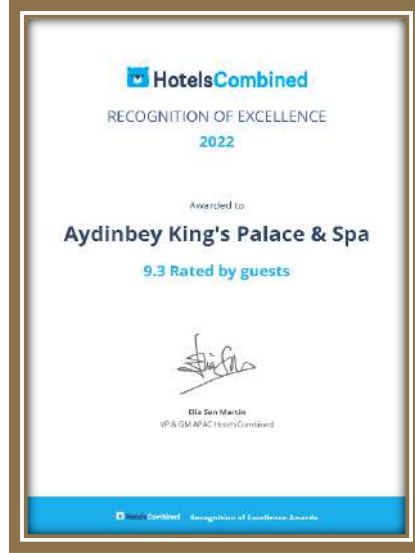 HotelsCombined
RECOGNITION OF EXCELLENCE
2022
Awarded to
Aydinbey King's Palace & Spa
9.3 Rated by guests
Elia San Martin
VP & GM APAC HotelsCombined
HotelsCombined Recognition of Excellence Awards